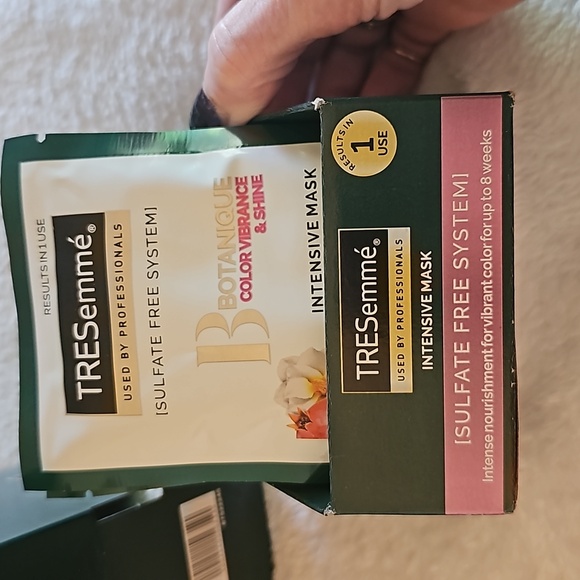 RESULTS IN 1 USE
TRESemmé®
USED BY PROFESSIONALS
[SULFATE FREE SYSTEM]
B
BOTANIQUE
COLOR VIBRANCE
& SHINE
INTENSIVE MASK
RESULTS IN
1
USE
TRESemmé®
USED BY PROFESSIONALS
INTENSIVE MASK
[SULFATE FREE SYSTEM]
Intense nourishment for vibrant color for up to 8 weeks